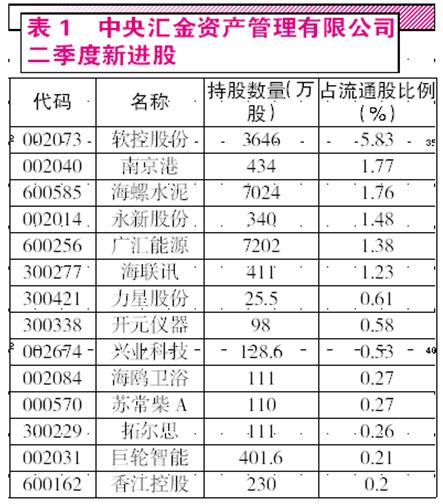 表 1 中央汇金资产管理有限公司
二季度新进股
代码 名称 持股数量(万股) 占流通股比例(%)
002073 软控股份 3646 5.83
002040 南京港 434 1.77
600585 海螺水泥 7024 1.76
002014 永新股份 340 1.48
600256 广汇能源 7202 1.38
300277 海联讯 411 1.23
300421 力星股份 25.5 0.61
300338 开元仪器 98 0.58
002674 兴业科技 128.6 0.53
002084 海鸥卫浴 111 0.27
000570 苏常柴 A 110 0.27
300229 拓尔思 111 0.26
002031 巨轮智能 401.6 0.21
600162 香江控股 230 0.2